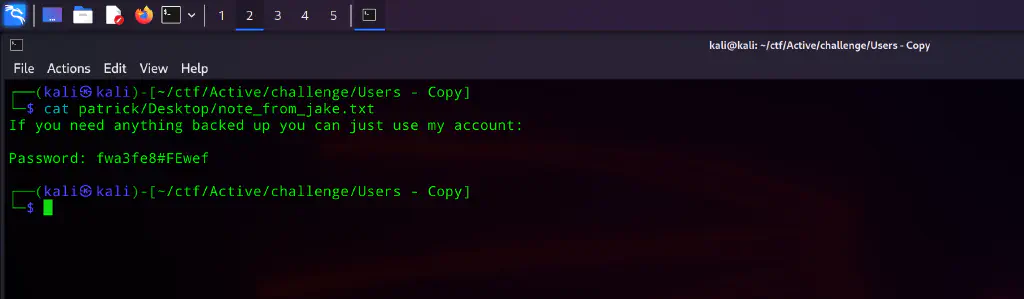 1 2 3 4 5
kali@kali: ~/ctf/Active/challenge/Users - Copy
File Actions Edit View Help
┌──(kali㉿kali)-[~/ctf/Active/challenge/Users - Copy]
└─$ cat patrick/Desktop/note_from_jake.txt
If you need anything backed up you can just use my account:
Password: fwa3fe8#FEwef
┌──(kali㉿kali)-[~/ctf/Active/challenge/Users - Copy]
└─$